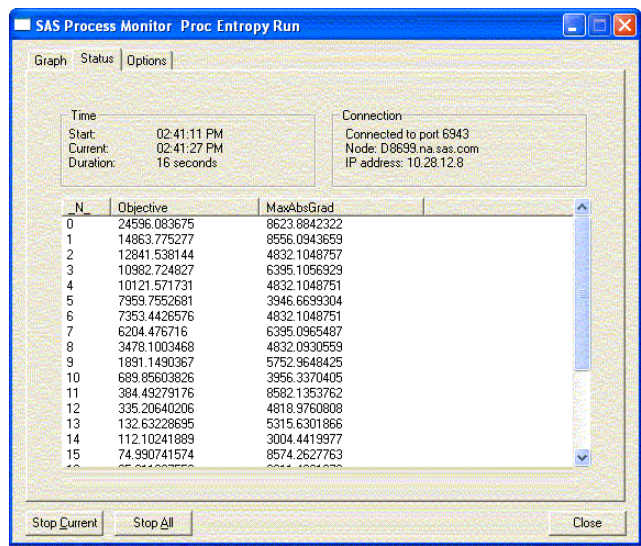 SAS Process Monitor Proc Entropy Run
Graph Status Options
Time
Start: 02:41:11 PM
Current: 02:41:27 PM
Duration: 16 seconds
Connection
Connected to port 6943
Node: D8699.na.sas.com
IP address: 10.28.12.8
_N_ Objective MaxAbsGrad
0 24596.083675 8623.8842322
1 14863.775277 8556.0943659
2 12841.538144 4832.1048757
3 10982.724827 6395.1056929
4 10121.571731 4832.1048751
5 7959.7552681 3946.6699304
6 7353.4426576 4832.1048751
7 6204.476716 6395.0965487
8 3478.1003468 4832.0930559
9 1891.1490367 5752.9648425
10 689.85603826 3956.3370405
11 384.49279176 8582.1353762
12 335.20640206 4818.9760808
13 132.63228695 5315.6301866
14 112.10241889 3004.4419977
15 74.990741574 8574.2627763
Stop Current Stop All Close